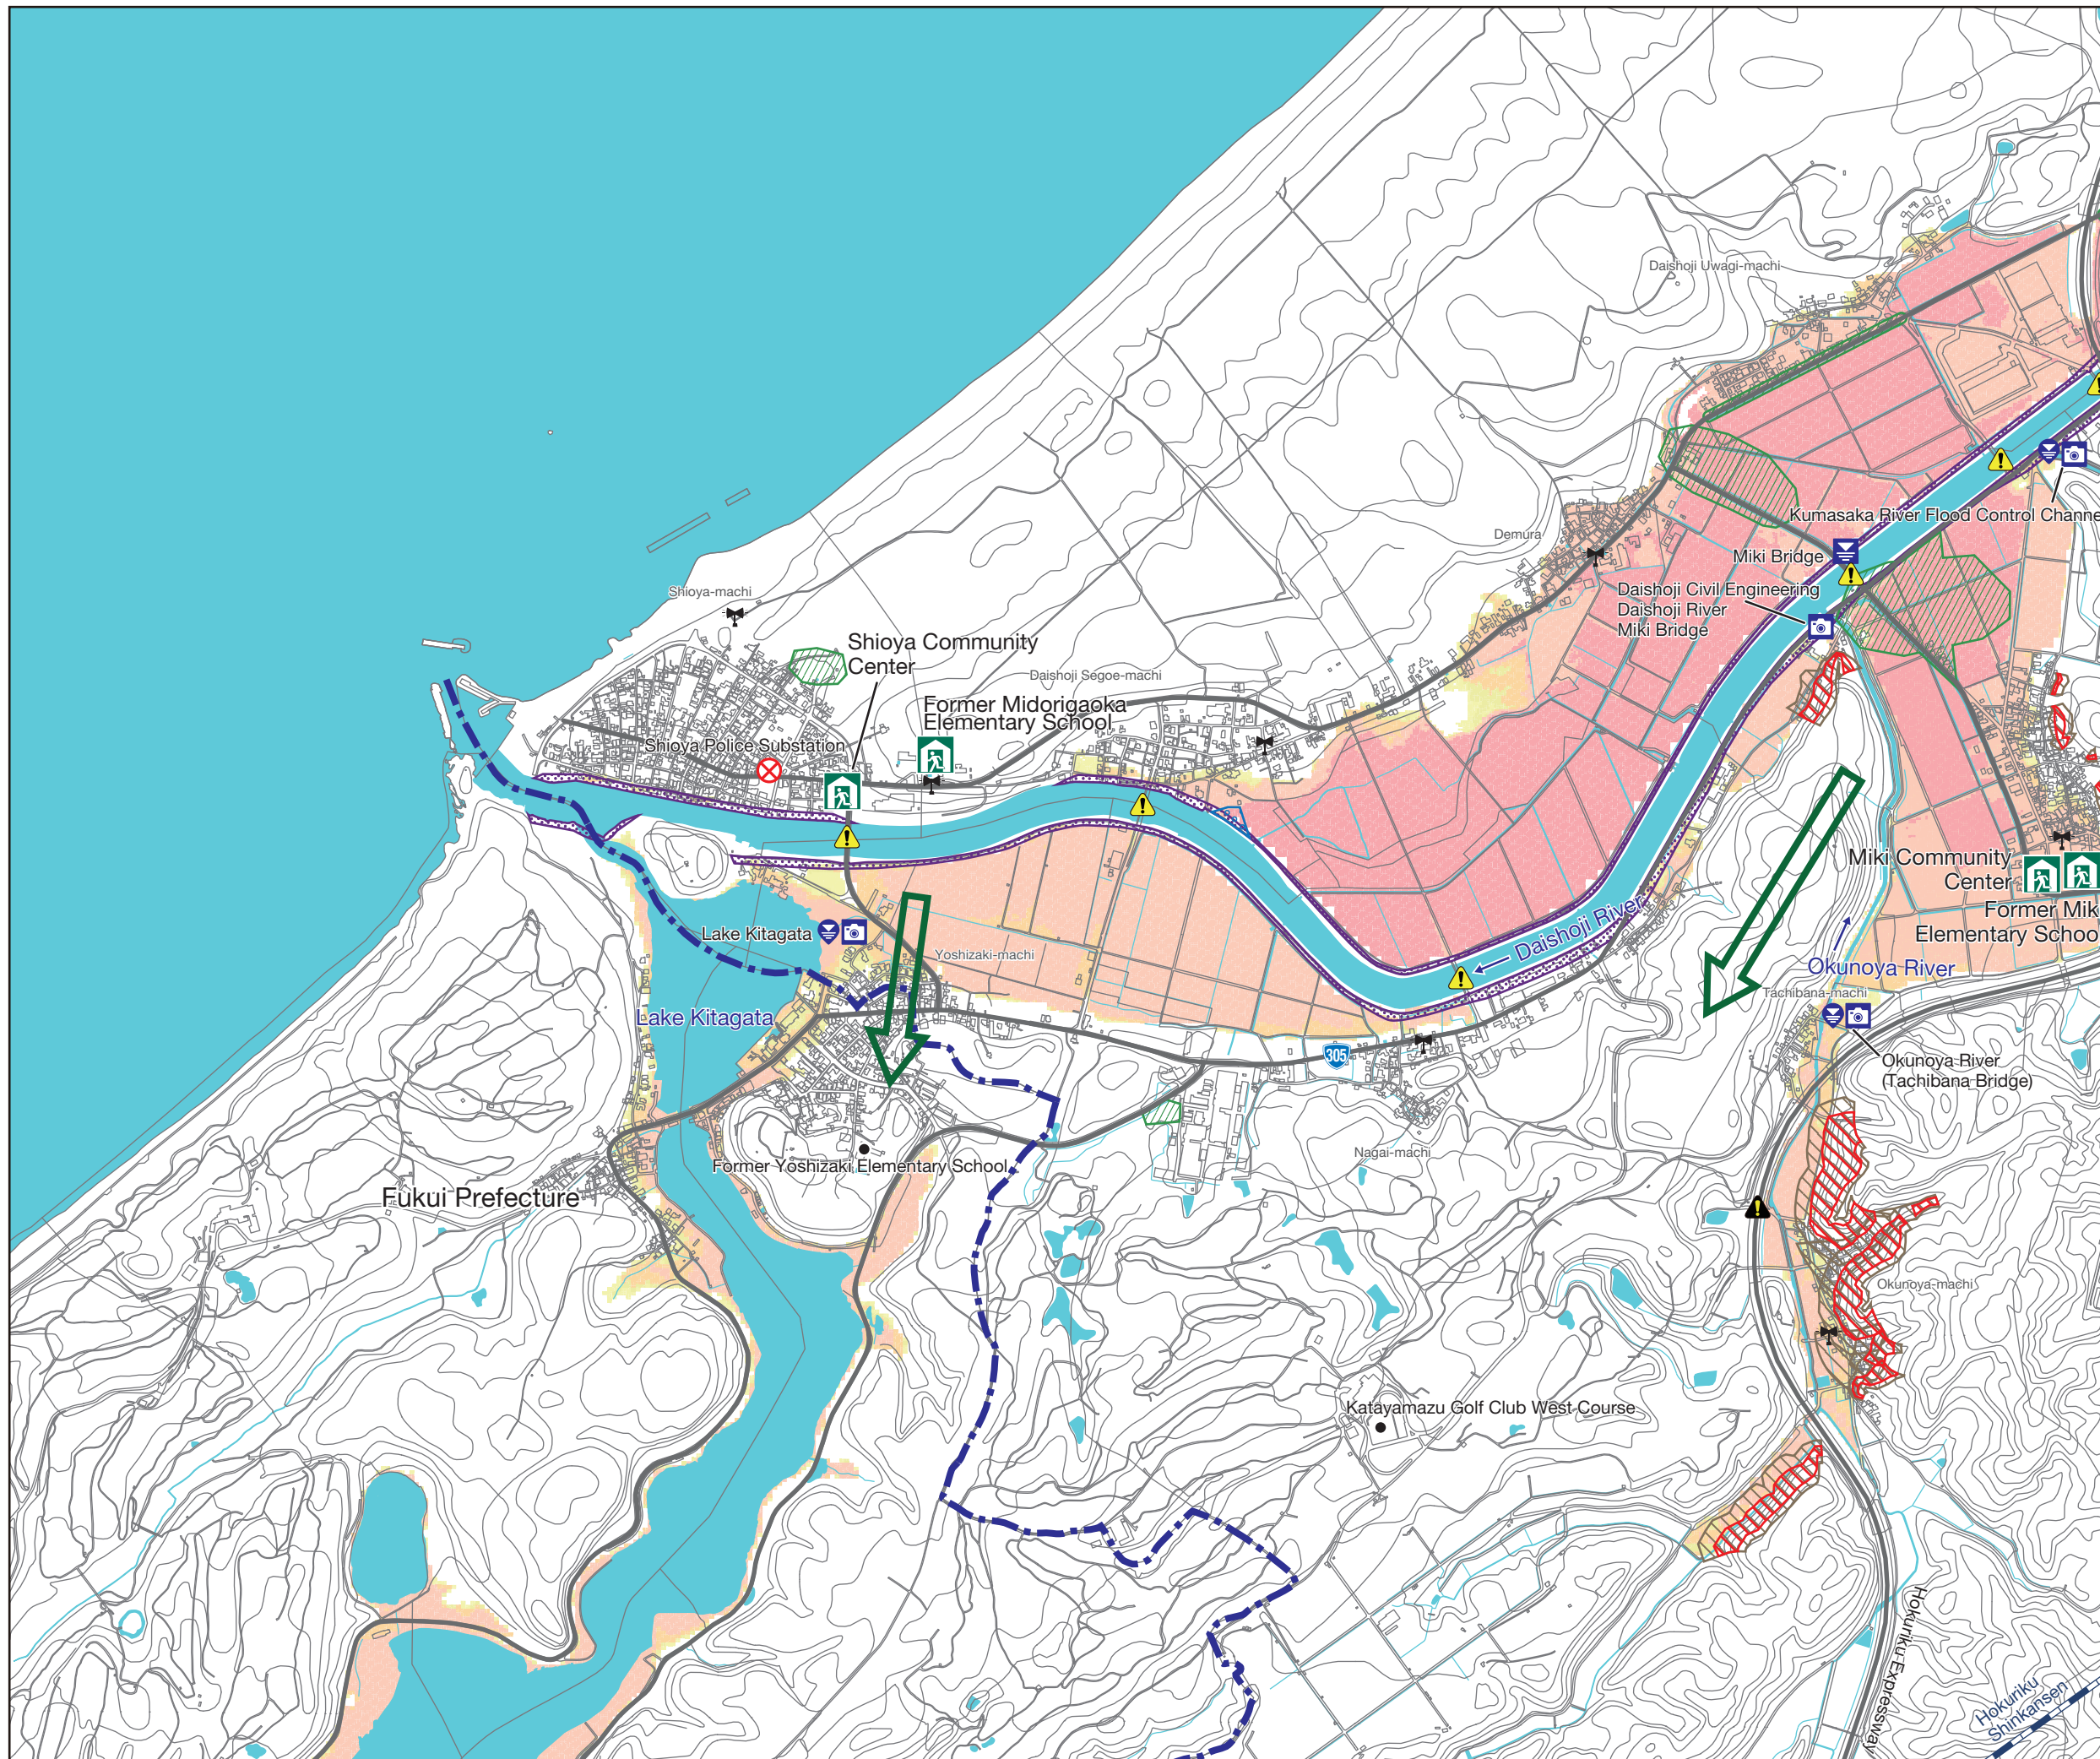 Daishoji Uwagi-machi
Kumasaka River Flood Control Channe
Demura
Miki Bridge
Daishoji Civil Engineering
Daishoji River
Miki Bridge
Shioya-machi
Shioya Community
Center
Daishoji Segoe-machi
Former Midorigaoka
Elementary School
Shioya Police Substation
Miki Community
Center
Former Mik
Elementary Schoo
Daishoji River
Lake Kitagata
Yoshizaki-machi
Okunoya River
Tachibana-machi
Lake Kitagata
305
Okunoya River
(Tachibana Bridge)
Nagai-machi
Former Yoshizaki Elementary School
Fukui Prefecture
Okunoya-machi
Katayamazu Golf Club West Course
Hokuriku Expressway
Hokuriku
Shinkansen